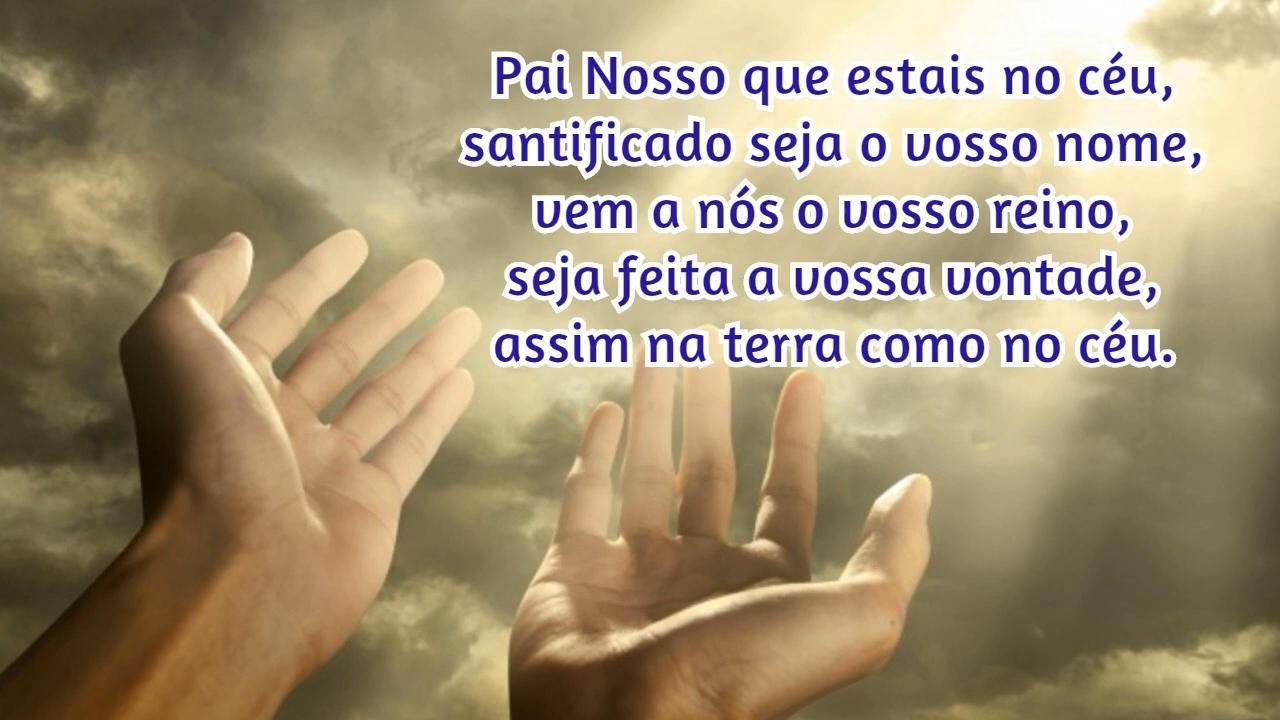 Pai Nosso que estais no céu,
santificado seja o vosso nome,
vem a nós o vosso reino,
seja feita a vossa vontade,
assim na terra como no céu.